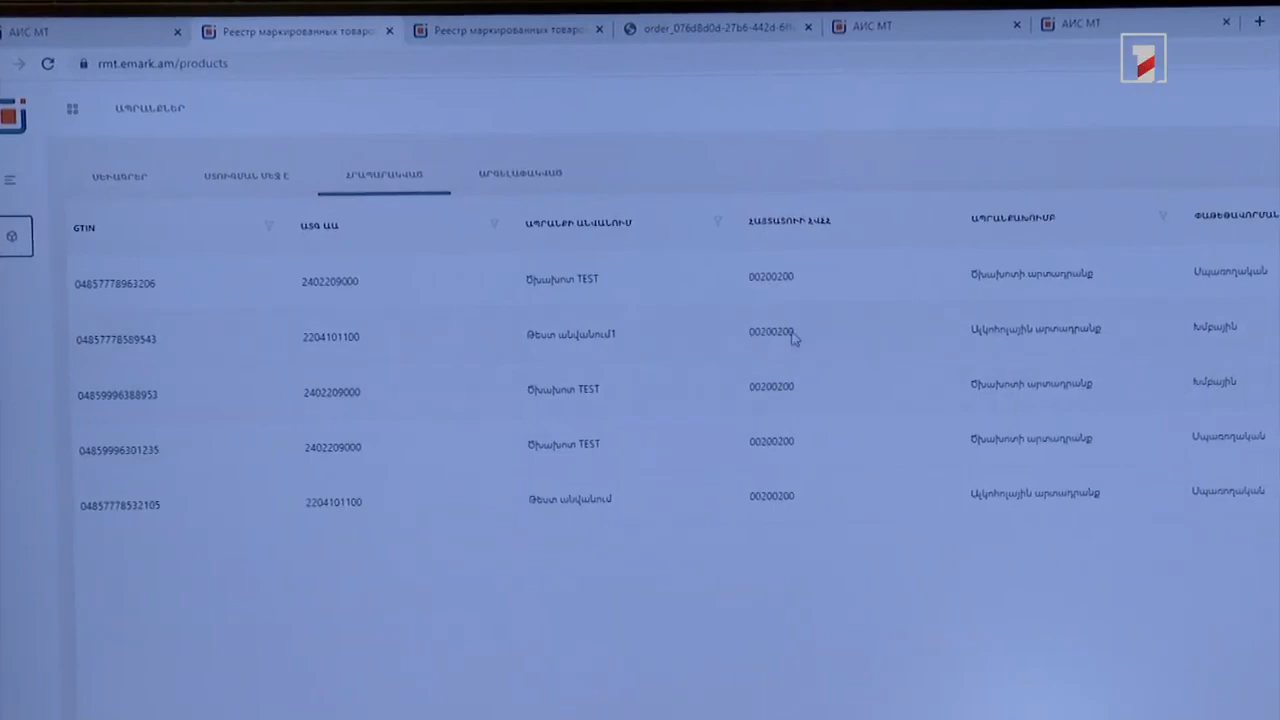 АИС МТ
Реестр маркированных товаро
Реестр маркированных товаро
order_076d8d0d-27b6-442d-6f
АИС МТ
АИС МТ
rmt.emark.am/products
ԱՊՐԱՆՔՆԵՐ
ՍԵՒԱԳՐԵՐ
ՍՏՈՒԳՄԱՆ ՄԵՋ Է
ՀՐԱՊԱՐԱԿՎԱԾ
ԱՐԳԵԼԱՓԱԿՎԱԾ
GTIN
ԱՏԳ ԱԱ
ԱՊՐԱՆՔԻ ԱՆՎԱՆՈՒՄ
ՀԱՅՏԱՏՈՒԻ ՀՎՀՀ
ԱՊՐԱՆՔԱԽՈՒՄԲ
ՓԱԹԵԹԱՎՈՐՄԱՆ
04857778963206 2402209000 Ծխախոտ TEST 00200200 Ծխախոտի արտադրանք Սպառողական
04857778589543 2204101100 Թեստ անվանում1 00200200 Ալկոհոլային արտադրանք Խմբային
04859996388953 2402209000 Ծխախոտ TEST 00200200 Ծխախոտի արտադրանք Խմբային
04859996301235 2402209000 Ծխախոտ TEST 00200200 Ծխախոտի արտադրանք Սպառողական
04857778532105 2204101100 Թեստ անվանում 00200200 Ալկոհոլային արտադրանք Սպառողական